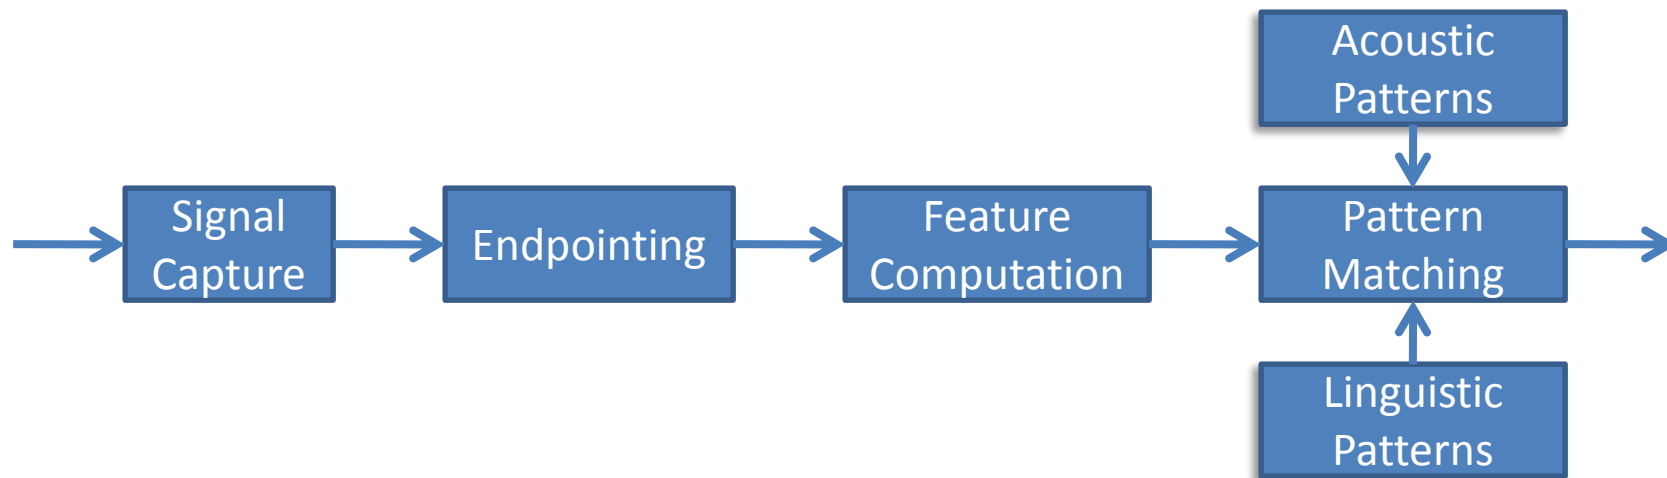 Acoustic
Patterns
Signal
Capture
Endpointing
Feature
Computation
Pattern
Matching
Linguistic
Patterns